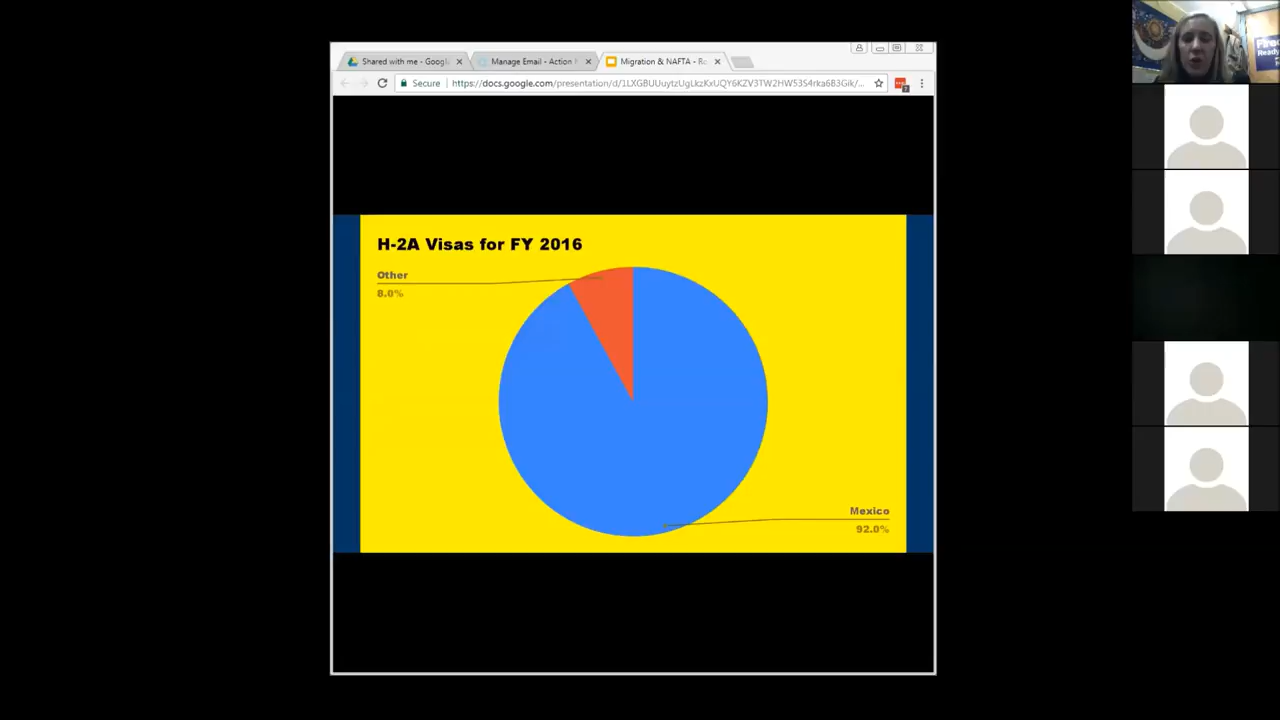 Shared with me - Googl
Manage Email - Action
Migration & NAFTA - Ro
Secure
H-2A Visas for FY 2016
Other
8.0%
Mexico
92.0%